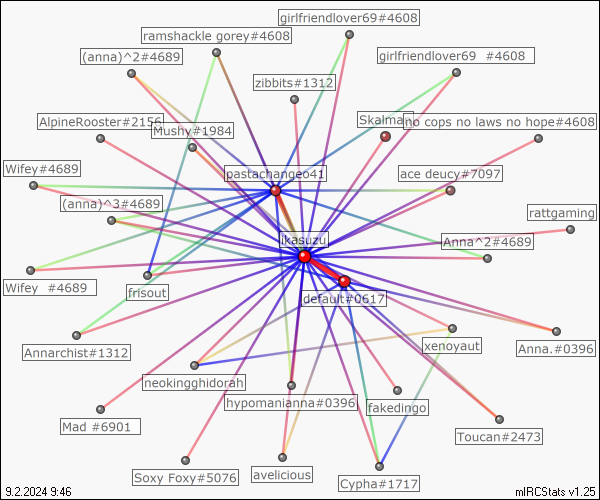 girlfriendlover69#4608
ramshackle gorey#4608
(anna)^2#4689
girlfriendlover69  #4608
zibbits#1312
AlpineRooster#2156
Skalman
no cops no laws no hope#4608
Mushy#1984
Wifey#4689
pastachangeo41
ace deucy#7097
(anna)^3#4689
rattgaming
ikasuzu
Anna^2#4689
Wifey  #4689
frisout
default#0617
Annarchist#1312
xenoyaut
Anna.#0396
neokingghidorah
hypomanianna#0396
fakedingo
Mad #6901
Toucan#2473
Soxy Foxy#5076
avelicious
Cypha#1717
9.2.2024 9:46
mIRCStats v1.25